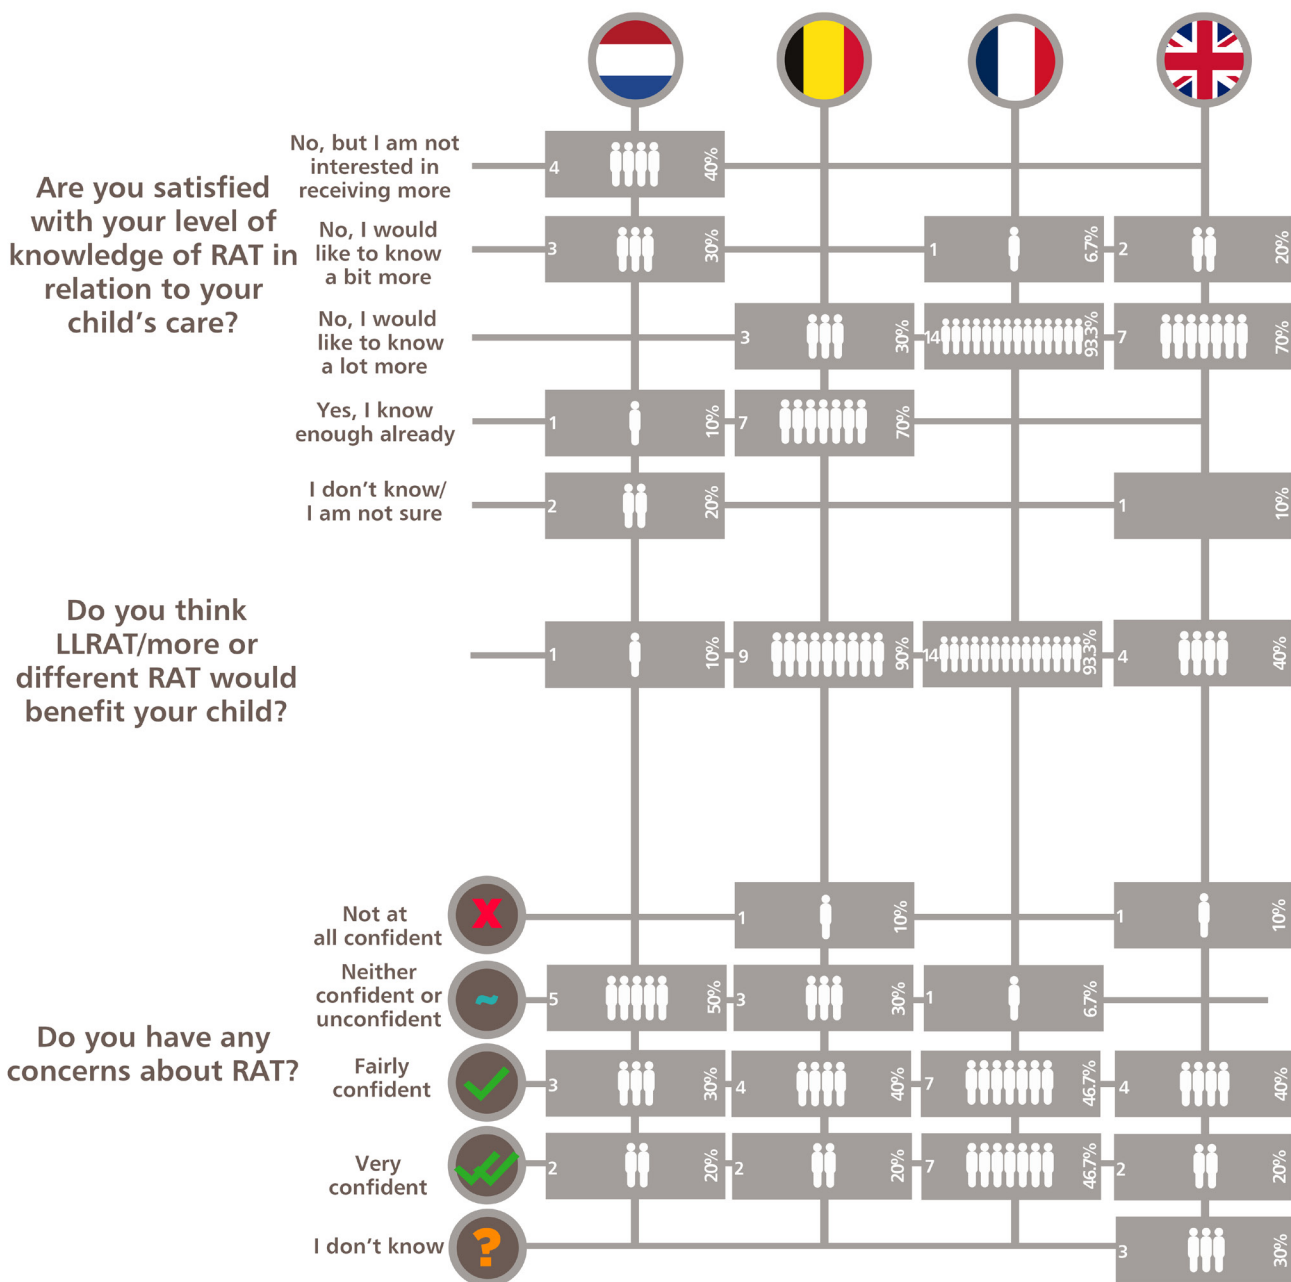 Are you satisfied
with your level of
knowledge of RAT in
relation to your
child's care?
No, but I am not
interested in
receiving more
4 40%
No, I would
like to know
a bit more
3 30% 1 6.7% 2 20%
No, I would
like to know
a lot more
3 30% 14 93.3% 7 70%
Yes, I know
enough already
1 10% 7 70%
I don't know/
I am not sure
2 20% 1 10%
Do you think
LLRAT/more or
different RAT would
benefit your child?
1 10% 9 90% 14 93.3% 4 40%
Do you have any
concerns about RAT?
X
Not at
all confident
1 10% 1 10%
~
Neither
confident or
unconfident
5 50% 3 30% 1 6.7%
Fairly
confident
3 30% 4 40% 7 46.7% 4 40%
Very
confident
2 20% 2 20% 7 46.7% 2 20%
I don't know
?
3 30%